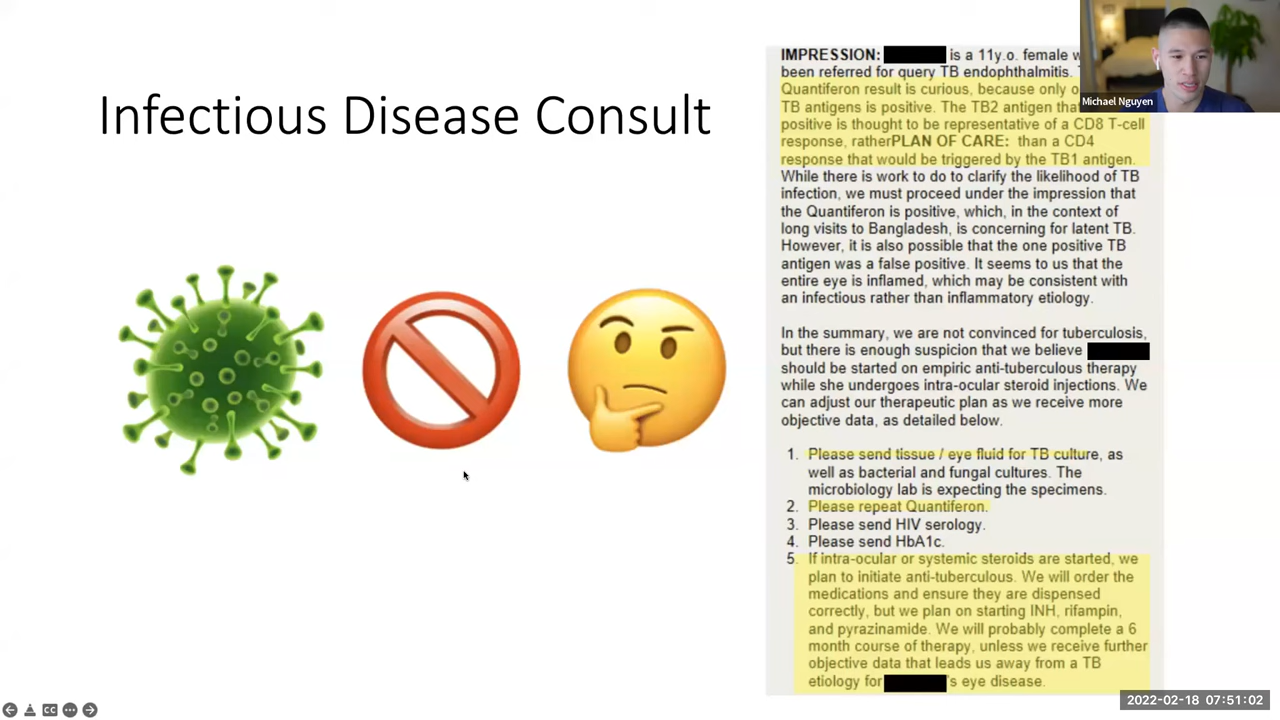 Infectious Disease Consult
IMPRESSION: is a 11y.o. female
been referred for query TB endophthalmitis.
Quantiferon result is curious, because only
TB antigens is positive. The TB2 antigen
positive is thought to be representative of a CD8 T-cell
response, ratherPLAN OF CARE: than a CD4
response that would be triggered by the TB1 antigen.
While there is work to do to clarify the likelihood of TB
infection, we must proceed under the impression that
the Quantiferon is positive, which, in the context of
long visits to Bangladesh, is concerning for latent TB.
However, it is also possible that the one positive TB
antigen was a false positive. It seems to us that the
entire eye is inflamed, which may be consistent with
an infectious rather than inflammatory etiology.
In the summary, we are not convinced for tuberculosis,
but there is enough suspicion that we believe
should be started on empiric anti-tuberculous therapy
while she undergoes intra-ocular steroid injections. We
can adjust our therapeutic plan as we receive more
objective data, as detailed below.
1. Please send tissue / eye fluid for TB culture, as
well as bacterial and fungal cultures. The
microbiology lab is expecting the specimens.
2. Please repeat Quantiferon.
3. Please send HIV serology.
4. Please send HbA1c.
5. If intra-ocular or systemic steroids are started, we
plan to initiate anti-tuberculous. We will order the
medications and ensure they are dispensed
correctly, but we plan on starting INH, rifampin,
and pyrazinamide. We will probably complete a 6
month course of therapy, unless we receive further
objective data that leads us away from a TB
etiology for 's eye disease.
Michael Nguyen
CC
2022-02-18 07:51:02